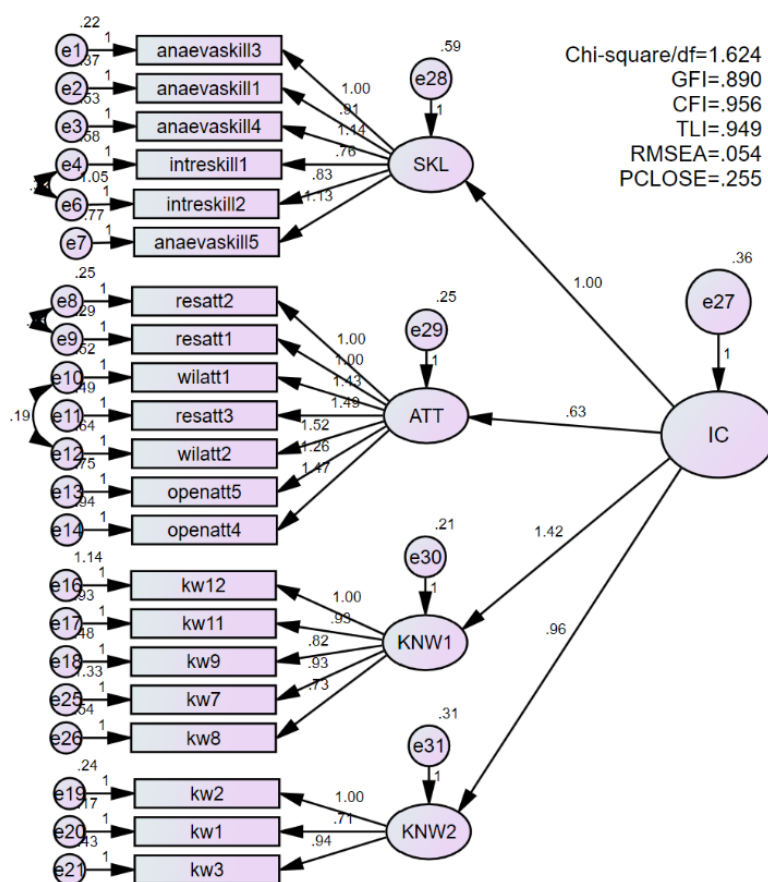 Chi-square/df=1.624
GFI=.890
CFI=.956
TLI=.949
RMSEA=.054
PCLOSE=.255
.22
e1
1
anaevaskill3
.37
e2
1
anaevaskill1
.53
e3
1
anaevaskill4
.58
e4
1
intreskill1
1.05
e6
1
intreskill2
.77
e7
1
anaevaskill5
1.00
.91
1.14
.76
.83
1.13
.59
e28
1
SKL
.25
e8
1
resatt2
.29
e9
1
resatt1
.52
e10
1
wilatt1
.49
e11
1
resatt3
.64
e12
1
wilatt2
.75
e13
1
openatt5
.94
e14
1
openatt4
.19
1.00
1.00
1.43
1.49
1.52
1.26
1.47
.25
e29
1
ATT
1.14
e16
1
kw12
.93
e17
1
kw11
.48
e18
1
kw9
1.33
e25
1
kw7
.54
e26
1
kw8
1.00
.93
.82
.93
.73
.21
e30
1
KNW1
.24
e19
1
kw2
.17
e20
1
kw1
.43
e21
1
kw3
1.00
.71
.94
.31
e31
1
KNW2
1.00
.63
1.42
.96
.36
e27
1
IC